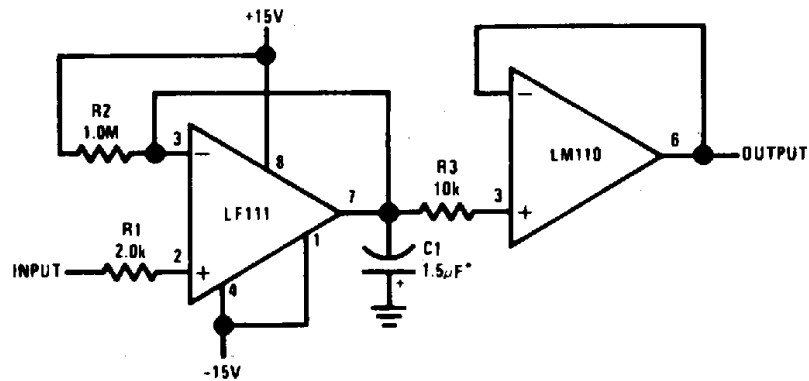 +15V
R2
1.0M
3
−
8
LF111
7
1
R1
2.0k
2
+
4
INPUT
-15V
R3
10k
C1
1.5μF*
+
3
−
+
LM110
6
OUTPUT